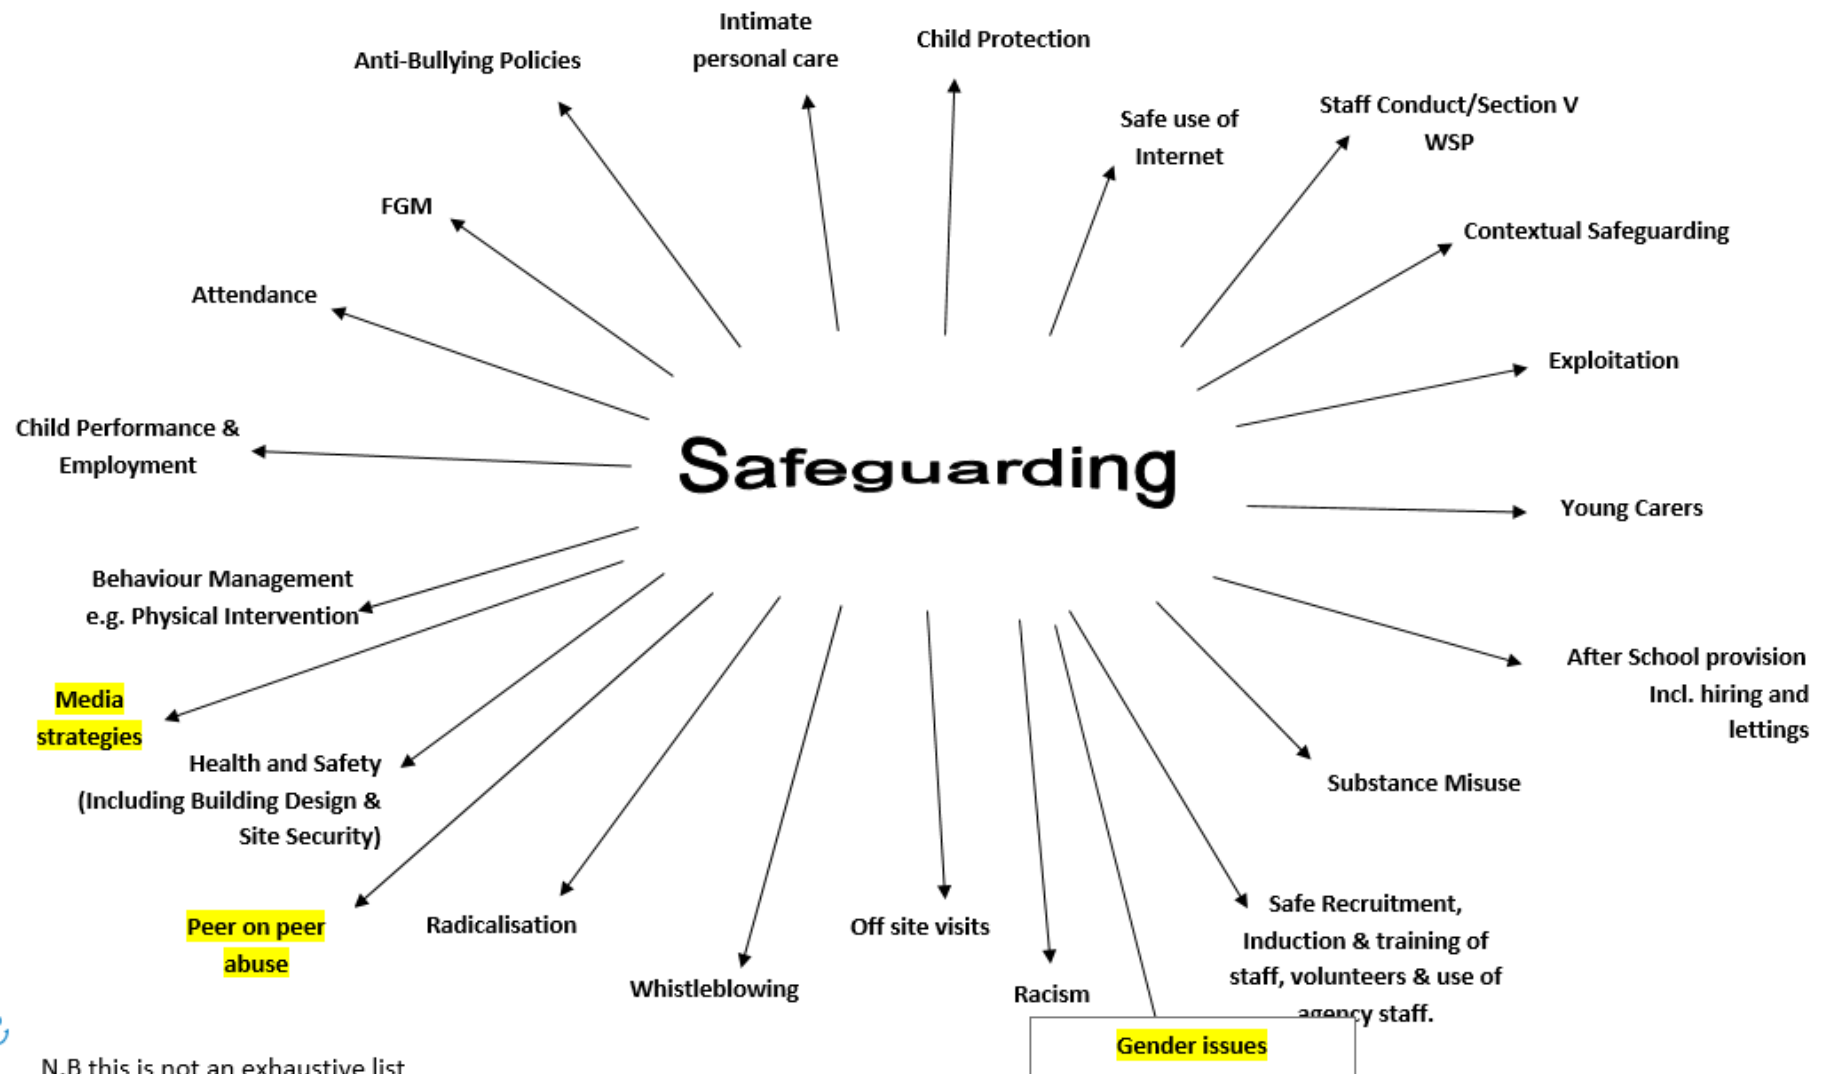 Intimate
personal care
Child Protection
Anti-Bullying Policies
Safe use of
Internet
Staff Conduct/Section V
WSP
FGM
Contextual Safeguarding
Attendance
Exploitation
Child Performance &
Employment
Safeguarding
Young Carers
Behaviour Management
e.g. Physical Intervention
After School provision
Incl. hiring and
lettings
Media
strategies
Health and Safety
(Including Building Design &
Site Security)
Substance Misuse
Peer on peer
abuse
Radicalisation
Whistleblowing
Off site visits
Racism
Safe Recruitment,
Induction & training of
staff, volunteers & use of
agency staff.
Gender issues
N.B this is not an exhaustive list